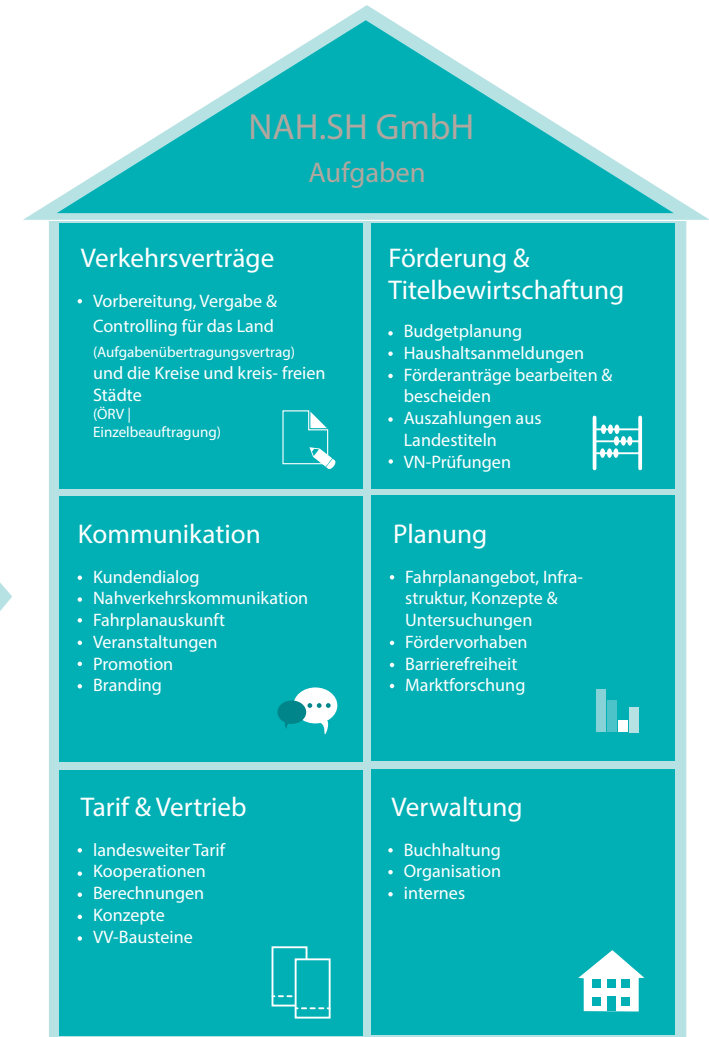 NAH.SH GmbH
Aufgaben
Verkehrsverträge
• Vorbereitung, Vergabe &
Controlling für das Land
(Aufgabenübertragungsvertrag)
und die Kreise und kreis- freien
Städte
(ÖRV |
Einzelbeauftragung)
Förderung &
Titelbewirtschaftung
• Budgetplanung
• Haushaltsanmeldungen
• Förderanträge bearbeiten &
bescheiden
• Auszahlungen aus
Landestiteln
• VN-Prüfungen
Kommunikation
• Kundendialog
• Nahverkehrskommunikation
• Fahrplanauskunft
• Veranstaltungen
• Promotion
• Branding
Planung
• Fahrplanangebot, Infra-
struktur, Konzepte &
Untersuchungen
• Fördervorhaben
• Barrierefreiheit
• Marktforschung
Tarif & Vertrieb
• landesweiter Tarif
• Kooperationen
• Berechnungen
• Konzepte
• VV-Bausteine
Verwaltung
• Buchhaltung
• Organisation
• internes